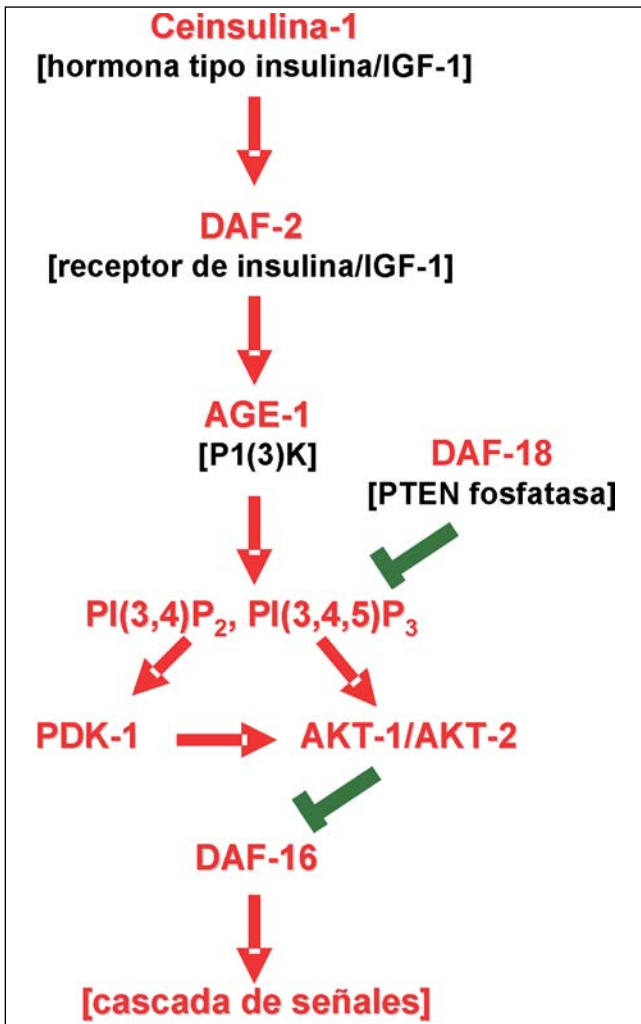 Ceinsulina-1
[hormona tipo insulina/IGF-1]
DAF-2
[receptor de insulina/IGF-1]
AGE-1
[P1(3)K]
DAF-18
[PTEN fosfatasa]
PI(3,4)P₂, PI(3,4,5)P₃
PDK-1
AKT-1/AKT-2
DAF-16
[cascada de señales]